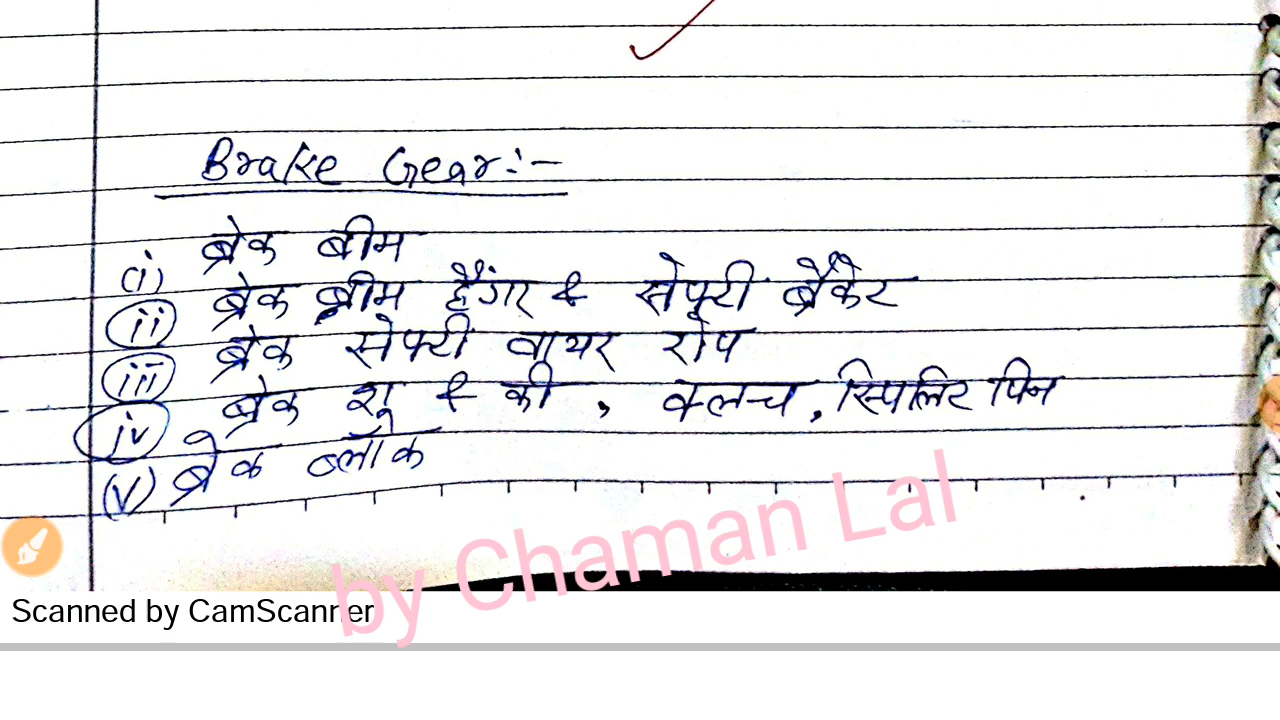 Brake Gear:-
(i) ब्रेक बीम
(ii) ब्रेक बीम हैंगर & सेफ्टी ब्रैकेट
(iii) ब्रेक सेफ्टी वायर रोप
(iv) ब्रेक शू & की, क्लच, स्पिलिट पिन
(v) ब्रेक ब्लॉक
by Chaman Lal
Scanned by CamScanner